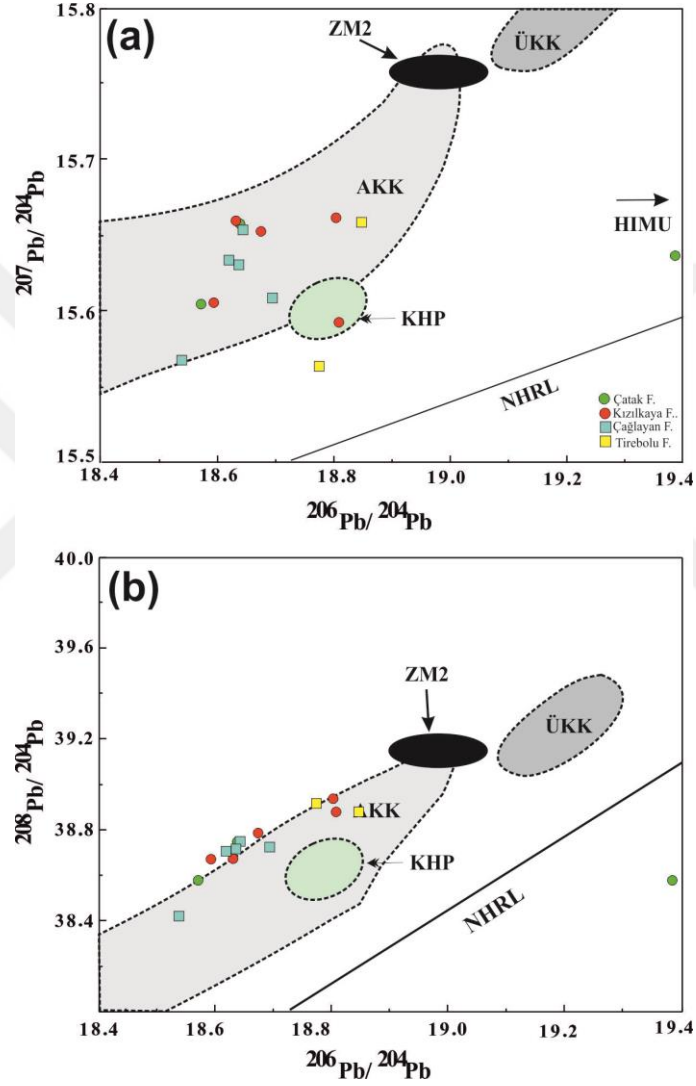 (a)
15.8
15.7
15.6
15.5
207Pb/ 204Pb
ZM2
ÜKK
AKK
HIMU
KHP
NHRL
Çatak F.
Kızılkaya F..
Çağlayan F.
Tirebolu F.
18.4 18.6 18.8 19.0 19.2 19.4
206Pb/ 204Pb
(b)
40.0
39.6
39.2
38.8
38.4
208Pb/ 204Pb
ZM2
ÜKK
AKK
KHP
NHRL
18.4 18.6 18.8 19.0 19.2 19.4
206Pb/ 204Pb